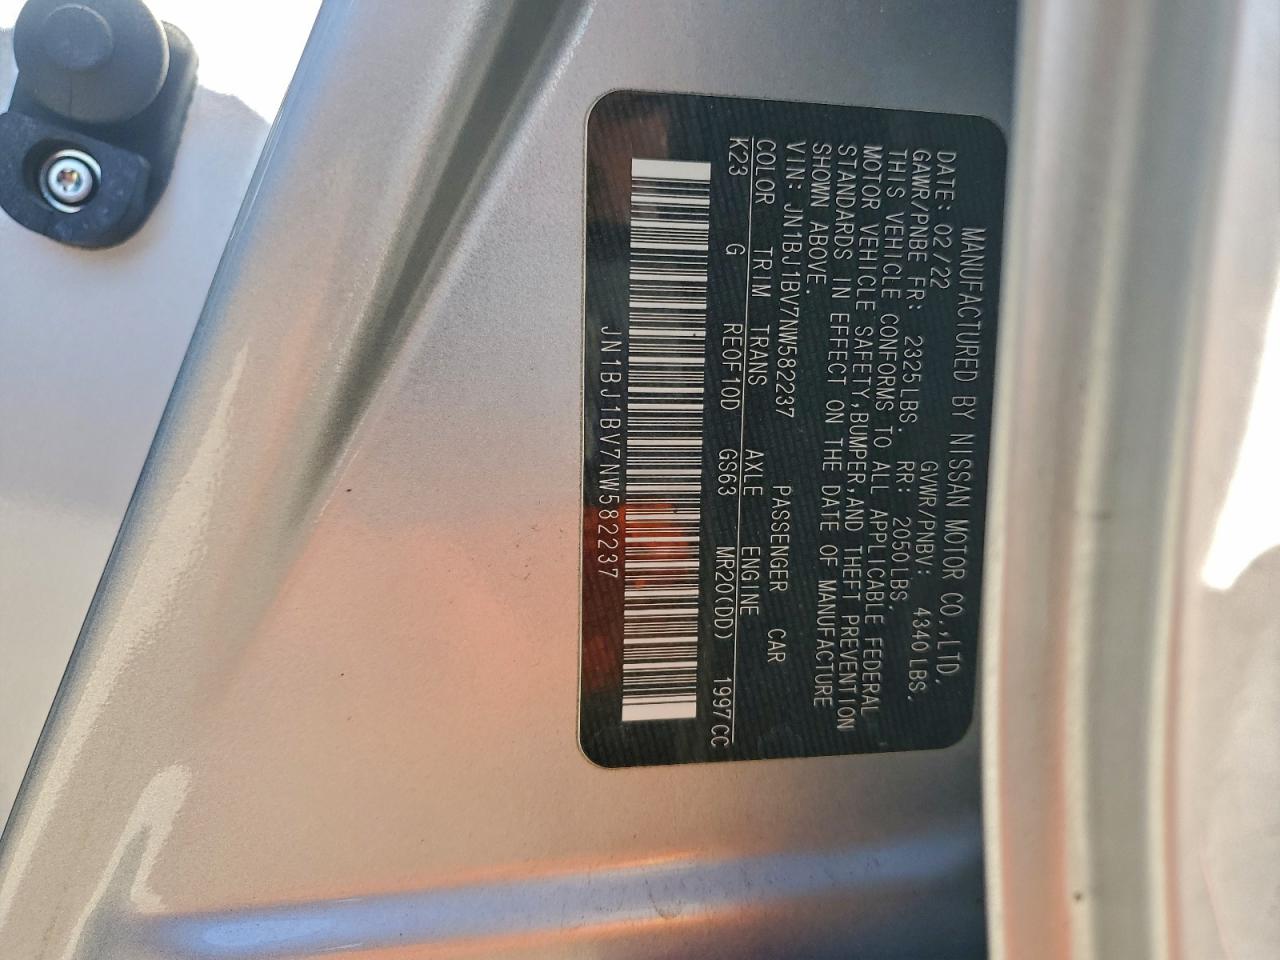 MANUFACTURED BY NISSAN MOTOR CO.,LTD.
DATE: 02/22 GVWR/PNBV: 4340LBS.
GAWR/PNBE FR: 2325LBS. RR: 2050LBS.
THIS VEHICLE CONFORMS TO ALL APPLICABLE FEDERAL
MOTOR VEHICLE SAFETY,BUMPER,AND THEFT PREVENTION
STANDARDS IN EFFECT ON THE DATE OF MANUFACTURE
SHOWN ABOVE.
VIN: JN1BJ1BV7NW582237 PASSENGER CAR
COLOR TRIM TRANS AXLE ENGINE
K23 G REOF10D GS63 MR20(DD) 1997CC
JN1BJ1BV7NW582237